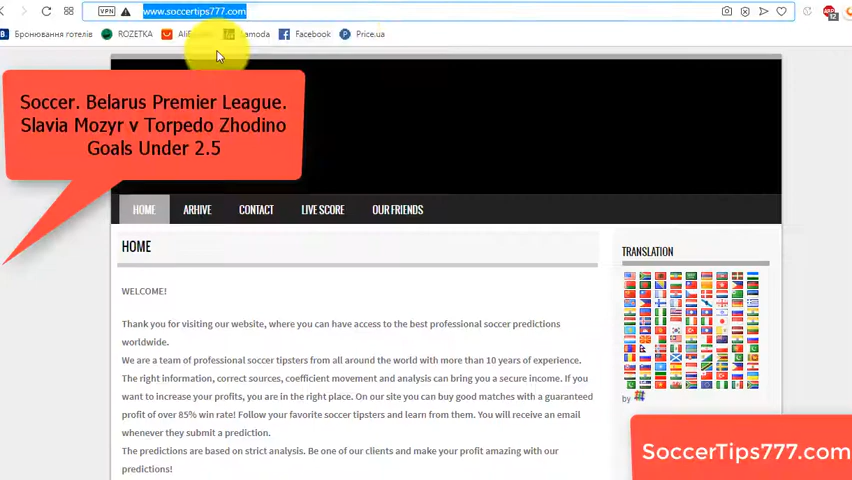 VPN www.soccertips777.com
Бронювання готелів ROZETKA Samoda Facebook Price.ua
Soccer. Belarus Premier League.
Slavia Mozyr v Torpedo Zhodino
Goals Under 2.5
HOME ARHIVE CONTACT LIVE SCORE OUR FRIENDS
HOME
WELCOME!
Thank you for visiting our website, where you can have access to the best professional soccer predictions
worldwide.
We are a team of professional soccer tipsters from all around the world with more than 10 years of experience.
The right information, correct sources, coefficient movement and analysis can bring you a secure income. If you
want to increase your profits, you are in the right place. On our site you can buy good matches with a guaranteed
profit of over 85% win rate! Follow your favorite soccer tipsters and learn from them. You will receive an email
whenever they submit a prediction.
The predictions are based on strict analysis. Be one of our clients and make your profit amazing with our
predictions!
TRANSLATION
by
SoccerTips777.com